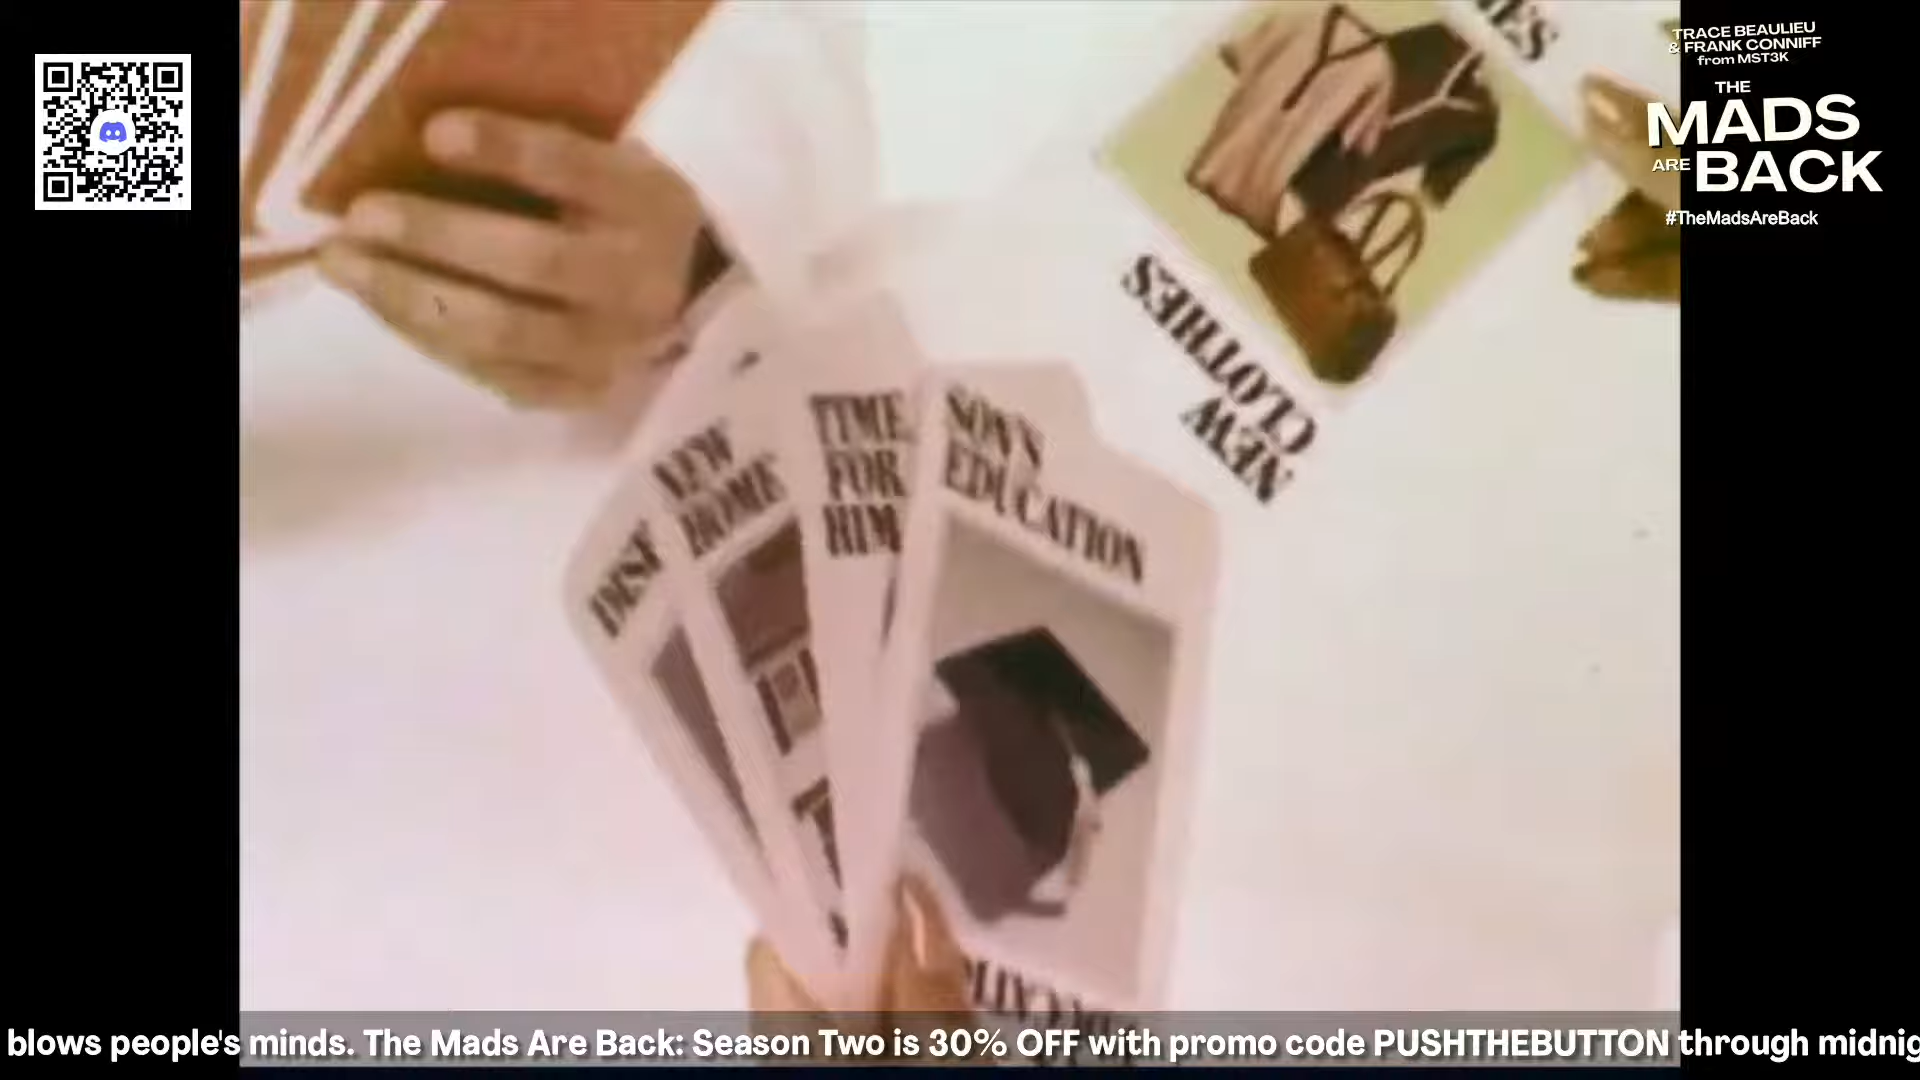 TRACE BEAULIEU
& FRANK CONNIFF
from MST3K
THE
MADS
ARE BACK
#TheMadsAreBack
NEW
CLOTHES
NEW
HOME
TIME
FOR
HIM
SON'S
EDUCATION
blows people's minds. The Mads Are Back: Season Two is 30% OFF with promo code PUSHTHEBUTTON through